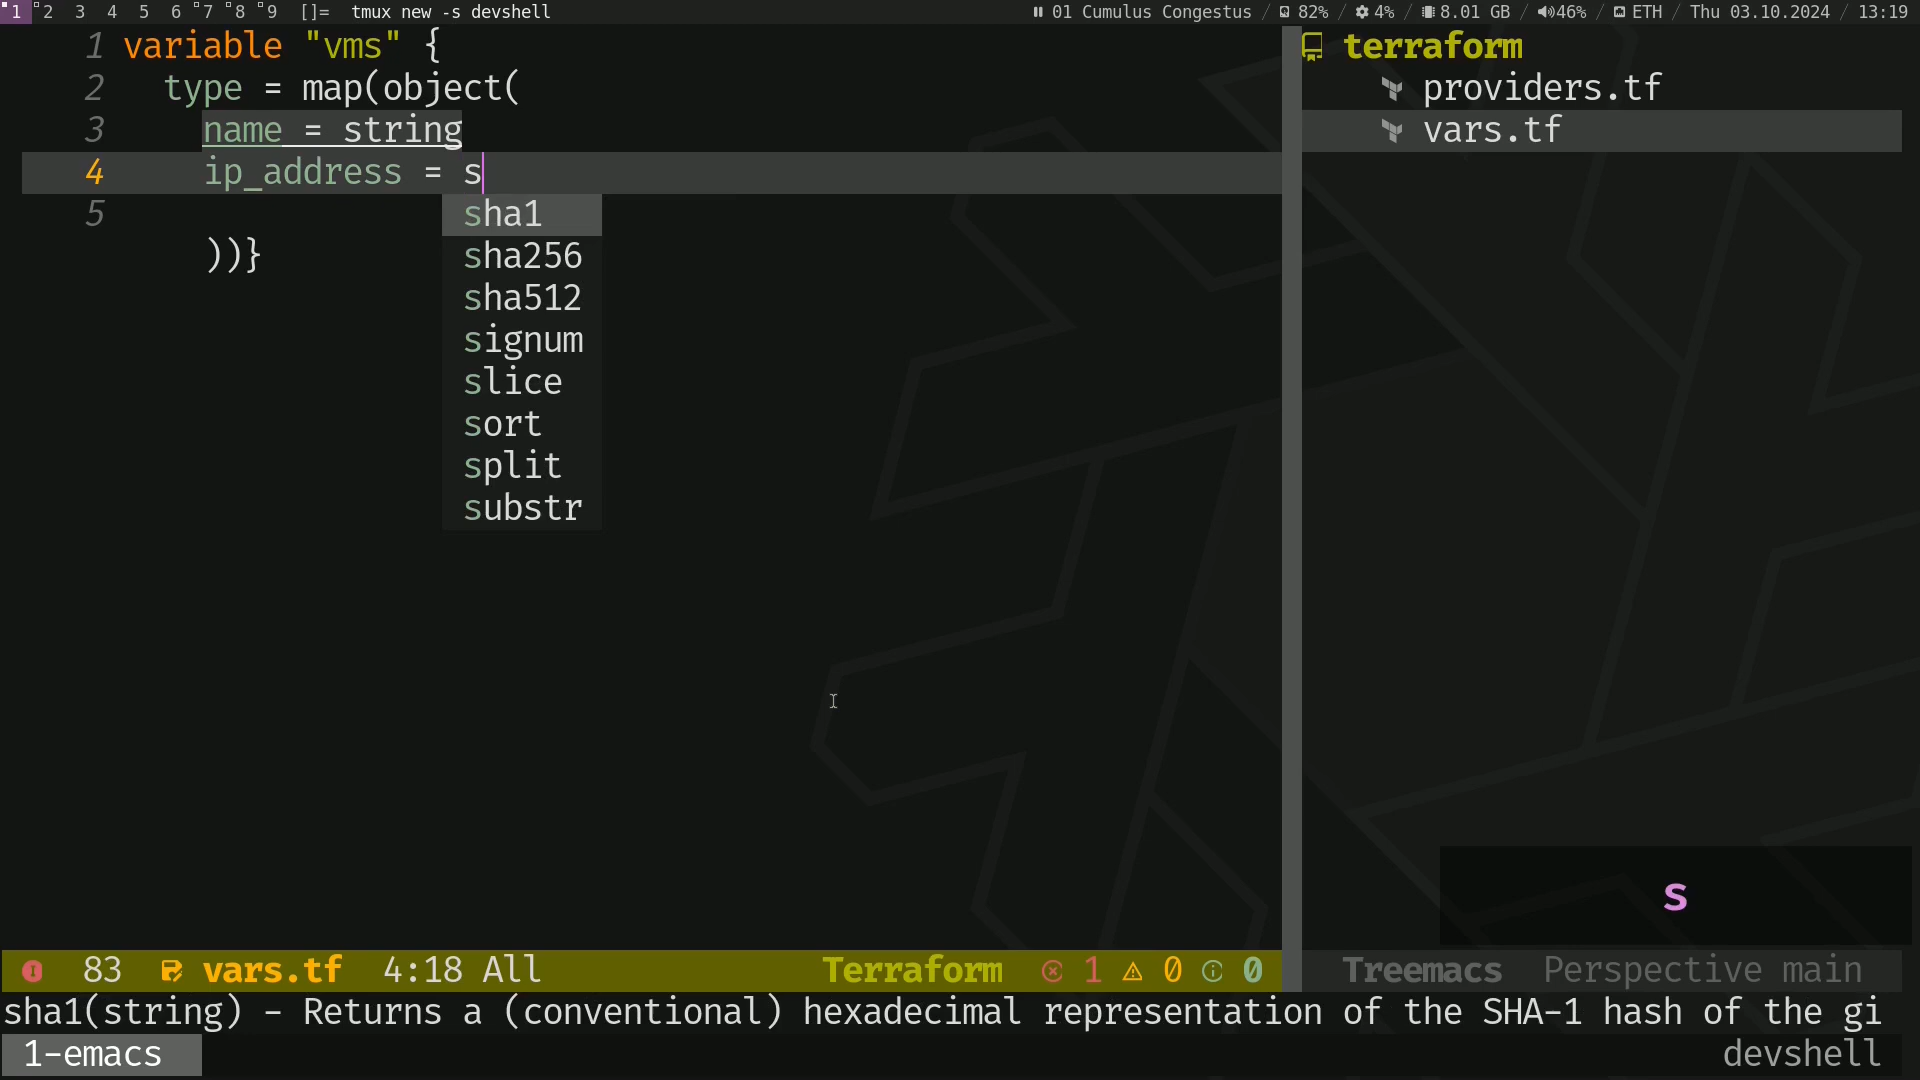 1 2 3 4 5 6 7 8 9 []= tmux new -s devshell 01 Cumulus Congestus / 82% / 4% / 8.01 GB / 46% / ETH / Thu 03.10.2024 / 13:19
1 variable "vms" {
2 type = map(object(
3 name = string
4 ip_address = s
5
))}
sha1
sha256
sha512
signum
slice
sort
split
substr
terraform
providers.tf
vars.tf
s
83 vars.tf 4:18 All Terraform 1 0 0
Treemacs Perspective main
sha1(string) - Returns a (conventional) hexadecimal representation of the SHA-1 hash of the gi
1-emacs devshell